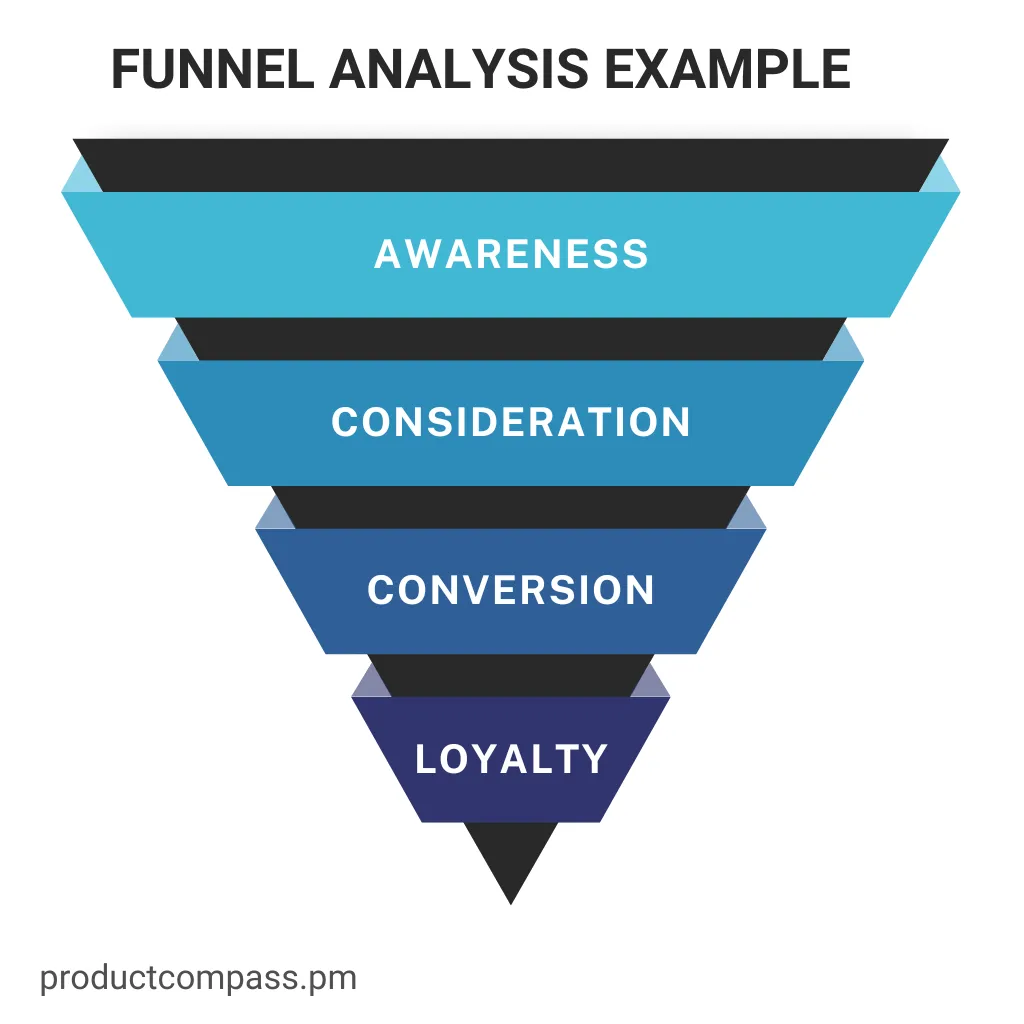 FUNNEL ANALYSIS EXAMPLE
AWARENESS
CONSIDERATION
CONVERSION
LOYALTY
productcompass.pm